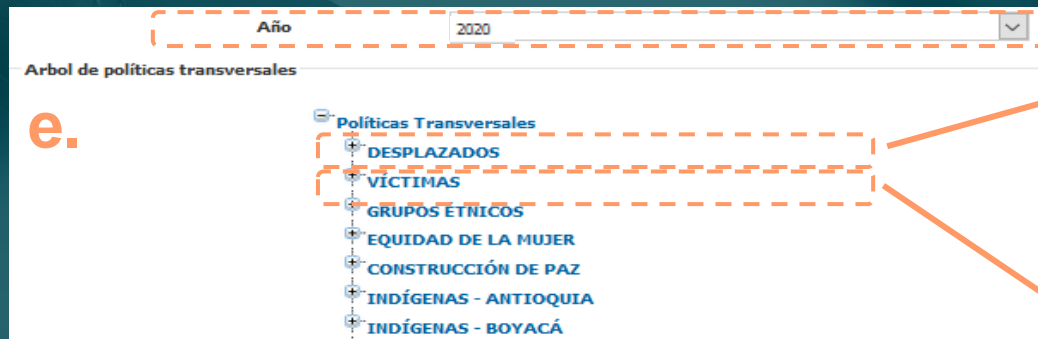 Año 2020
Arbol de políticas transversales
e.
Políticas Transversales
DESPLAZADOS
VÍCTIMAS
GRUPOS ETNICOS
EQUIDAD DE LA MUJER
CONSTRUCCIÓN DE PAZ
INDÍGENAS - ANTIOQUIA
INDÍGENAS - BOYACÁ